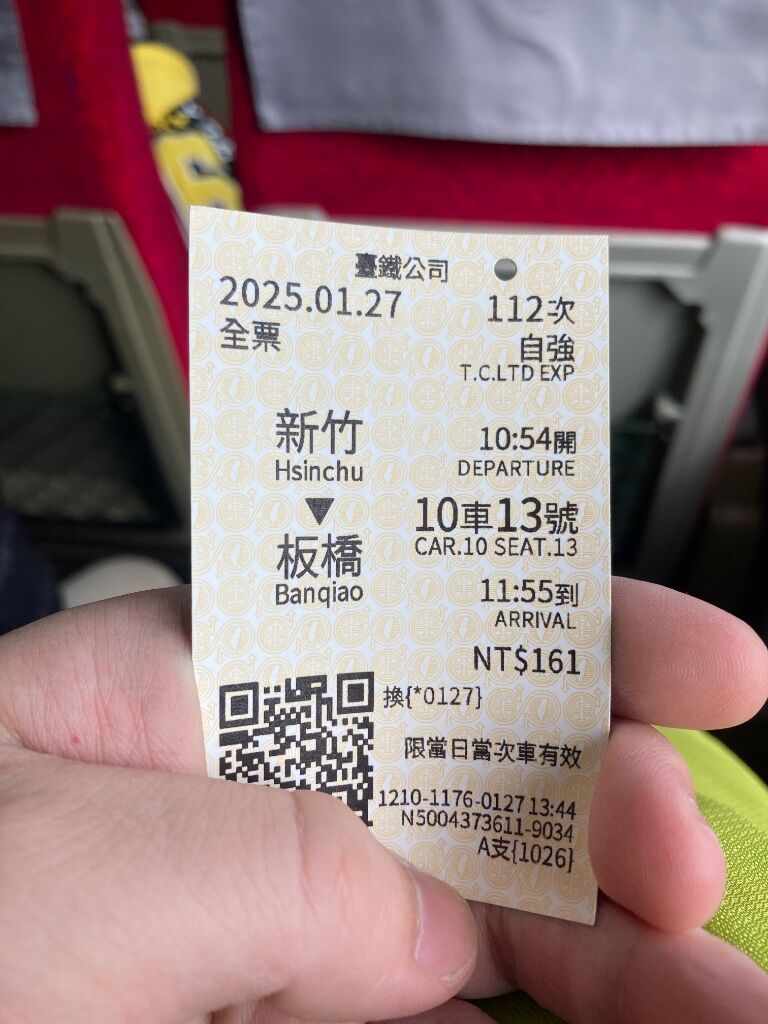 臺鐵公司
2025.01.27
112次
全票
自強
T.C.LTD EXP
新竹
Hsinchu
10:54開
DEPARTURE
10車13號
CAR.10 SEAT.13
板橋
Banqiao
11:55到
ARRIVAL
NT$161
換{*0127}
限當日當次車有效
1210-1176-0127 13:44
N5004373611-9034
A支{1026}